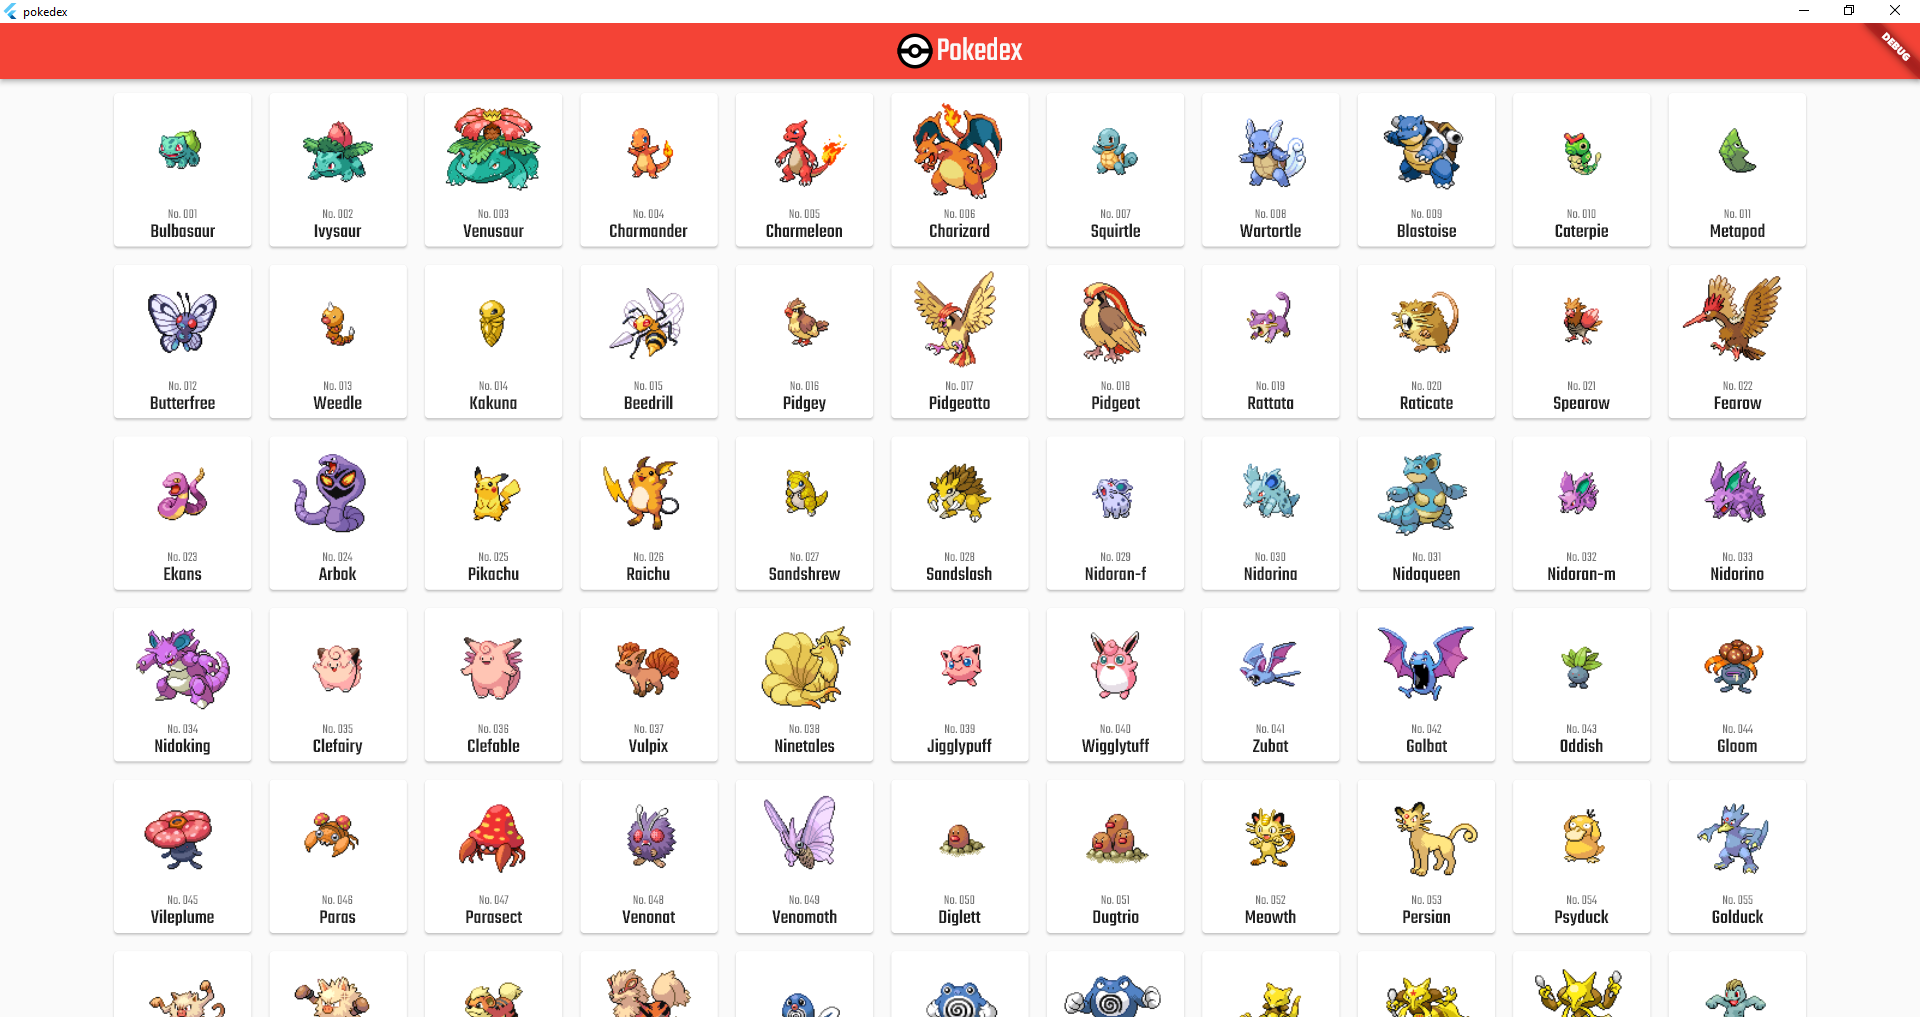 pokedex
Pokedex
DEBUG
No. 001
Bulbasaur
No. 002
Ivysaur
No. 003
Venusaur
No. 004
Charmander
No. 005
Charmeleon
No. 006
Charizard
No. 007
Squirtle
No. 008
Wartortle
No. 009
Blastoise
No. 010
Caterpie
No. 011
Metapod
No. 012
Butterfree
No. 013
Weedle
No. 014
Kakuna
No. 015
Beedrill
No. 016
Pidgey
No. 017
Pidgeotto
No. 018
Pidgeot
No. 019
Rattata
No. 020
Raticate
No. 021
Spearow
No. 022
Fearow
No. 023
Ekans
No. 024
Arbok
No. 025
Pikachu
No. 026
Raichu
No. 027
Sandshrew
No. 028
Sandslash
No. 029
Nidoran-f
No. 030
Nidorina
No. 031
Nidoqueen
No. 032
Nidoran-m
No. 033
Nidorino
No. 034
Nidoking
No. 035
Clefairy
No. 036
Clefable
No. 037
Vulpix
No. 038
Ninetales
No. 039
Jigglypuff
No. 040
Wigglytuff
No. 041
Zubat
No. 042
Golbat
No. 043
Oddish
No. 044
Gloom
No. 045
Vileplume
No. 046
Paras
No. 047
Parasect
No. 048
Venonat
No. 049
Venomoth
No. 050
Diglett
No. 051
Dugtrio
No. 052
Meowth
No. 053
Persian
No. 054
Psyduck
No. 055
Golduck